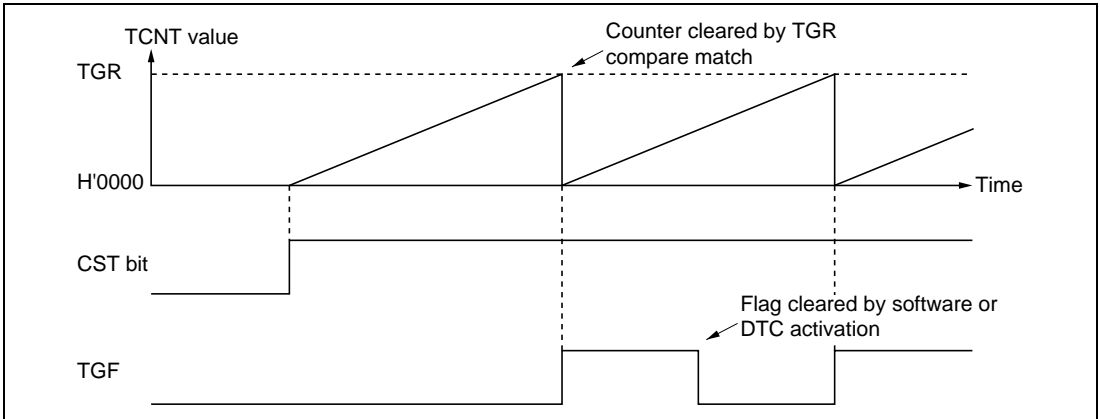 TCNT value
Counter cleared by TGR
compare match
TGR
H'0000
Time
CST bit
Flag cleared by software or
DTC activation
TGF